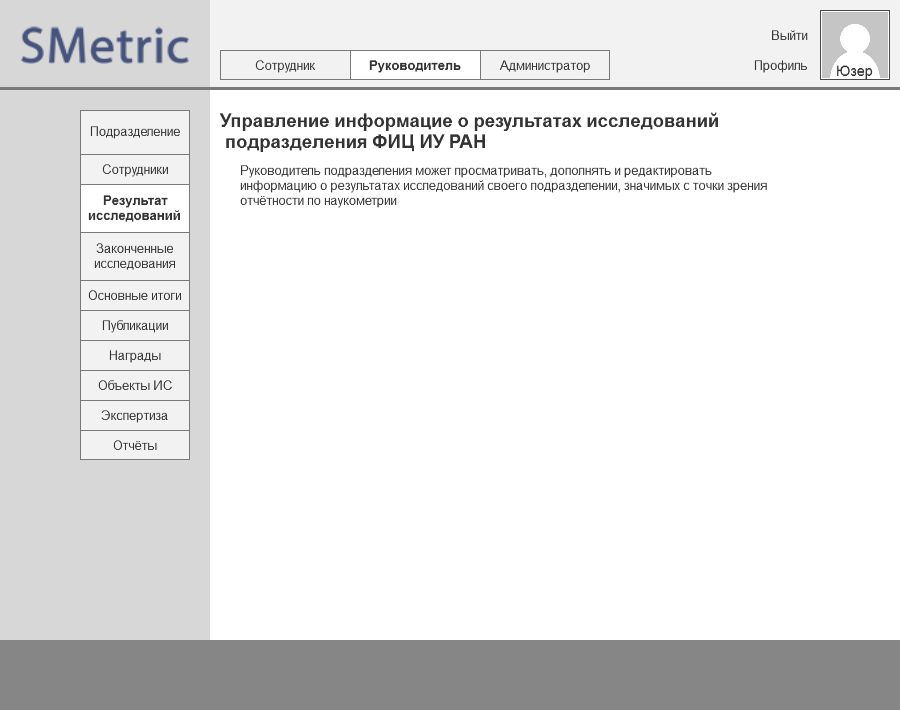 SMetric
Выйти
Сотрудник
Руководитель
Администратор
Профиль
Юзер
Подразделение
Сотрудники
Результат
исследований
Законченные
исследования
Основные итоги
Публикации
Награды
Объекты ИС
Экспертиза
Отчёты
Управление информацие о результатах исследований
подразделения ФИЦ ИУ РАН
Руководитель подразделения может просматривать, дополнять и редактировать
информацию о результатах исследований своего подразделении, значимых с точки зрения
отчётности по наукометрии